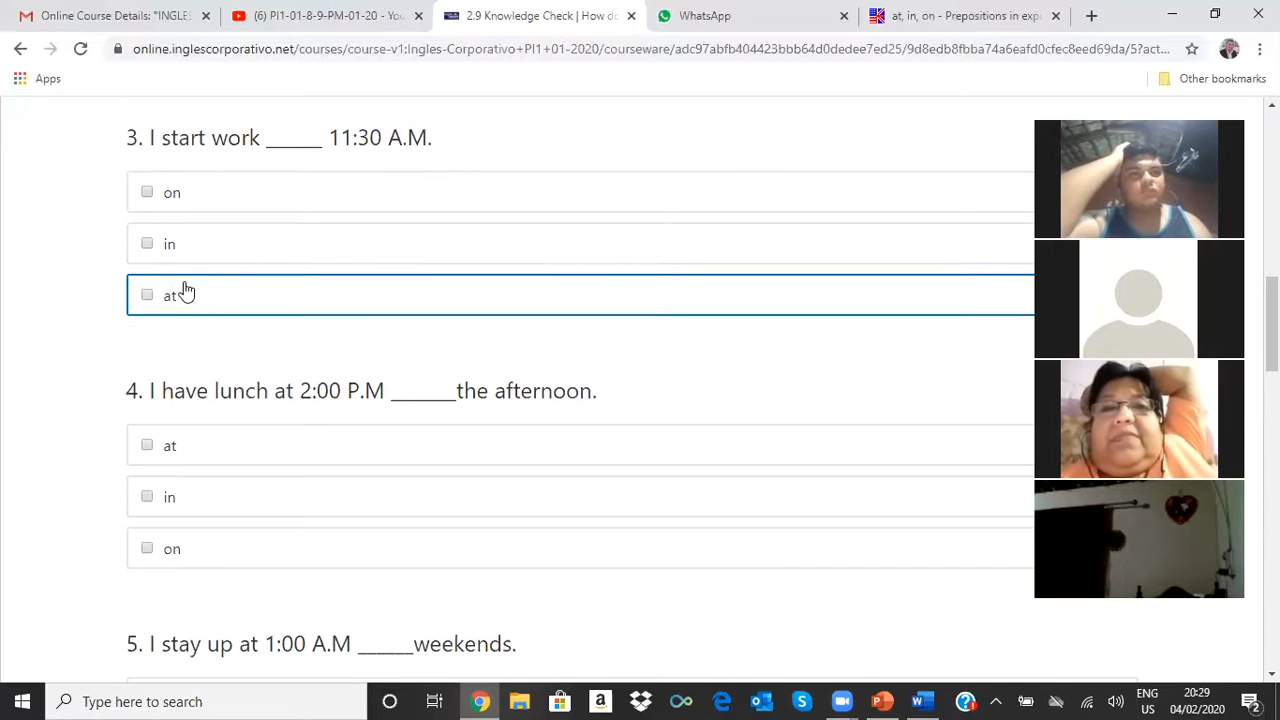 Online Course Details: "INGLES
(6) PI1-01-8-9-PM-01-20 - Yo
2.9 Knowledge Check | How do
WhatsApp
at, in, on - Prepositions in exp
online.inglescorporativo.net/courses/course-v1:Ingles-Corporativo+PI1+01-2020/courseware/adc97abfb404423bbb64d0dedee7ed25/9d8edb8fbba74a6eafd0cfec8eed69da/5?act...
Apps
Other bookmarks
3. I start work ______ 11:30 A.M.
on
in
at
4. I have lunch at 2:00 P.M _______the afternoon.
at
in
on
5. I stay up at 1:00 A.M ______weekends.
Type here to search
ENG
US
20:29
04/02/2020
2